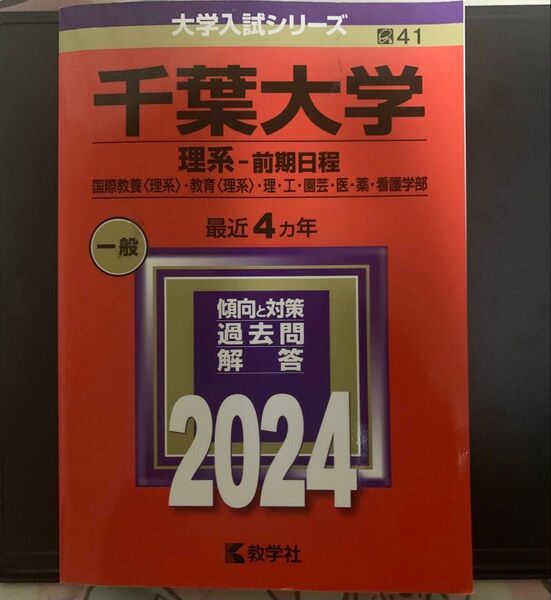 大学入試シリーズ
41
千葉大学
理系-前期日程
国際教養〈理系〉・教育〈理系〉・理・工・園芸・医・薬・看護学部
最近4ヵ年
一般
傾向と対策
過去問
解答
2024
教学社